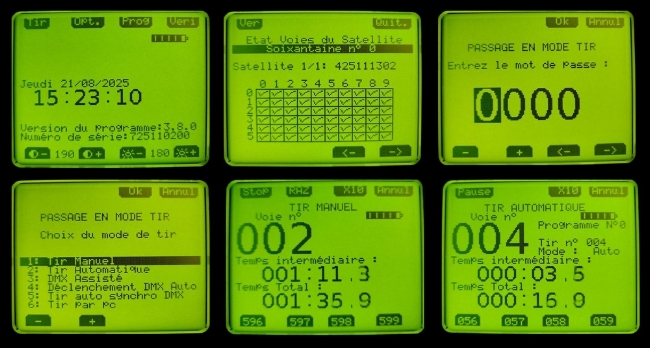 Tir Opt. Prog Veri
Jeudi 21/08/2025
15:23:10
Version du programme:3.8.0
Numéro de série:725110200
- 190 + - 180 +
Ver Quit.
Etat Voies du Satellite
Soixantaine n° 0
Satellite 1/1: 425111302
0 1 2 3 4 5 6 7 8 9
0
1
2
3
4
5
<- ->
Ok Annul
PASSAGE EN MODE TIR
Entrez le mot de passe :
0000
- + <- ->
Ok Annul
PASSAGE EN MODE TIR
Choix du mode de tir
1: Tir Manuel
2: Tir Automatique
3: DMX Assisté
4: Déclenchement DMX Auto
5: Tir auto synchro DMX
6: Tir par Pc
- +
Stop RAZ X10 Annul
TIR MANUEL
Voie n°
002
Temps intermédiaire :
001:11.3
Temps Total :
001:35.9
596 597 598 599
Pause X10 Annul
TIR AUTOMATIQUE
Voie n°
Programme N°0
004
Tir n° 004
Mode : Auto
Temps intermédiaire :
000:03.5
Temps Total :
000:16.9
056 057 058 059